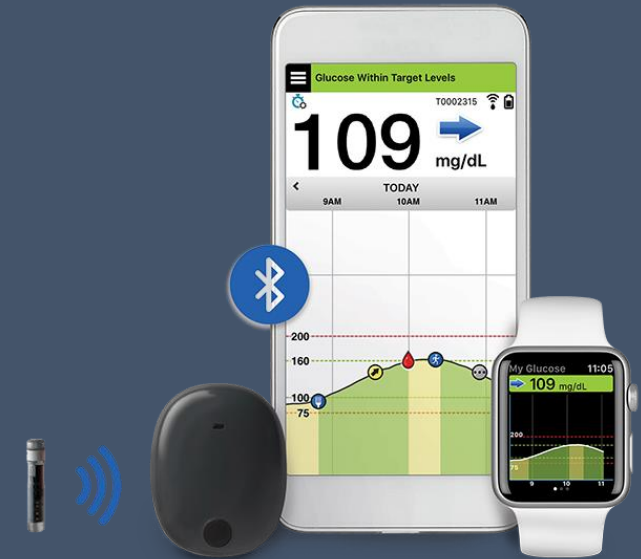 Glucose Within Target Levels
T0002315
109
mg/dL
TODAY
9AM 10AM 11AM
200
160
100
75
My Glucose 11:05
109 mg/dL
200
75
9 10 11